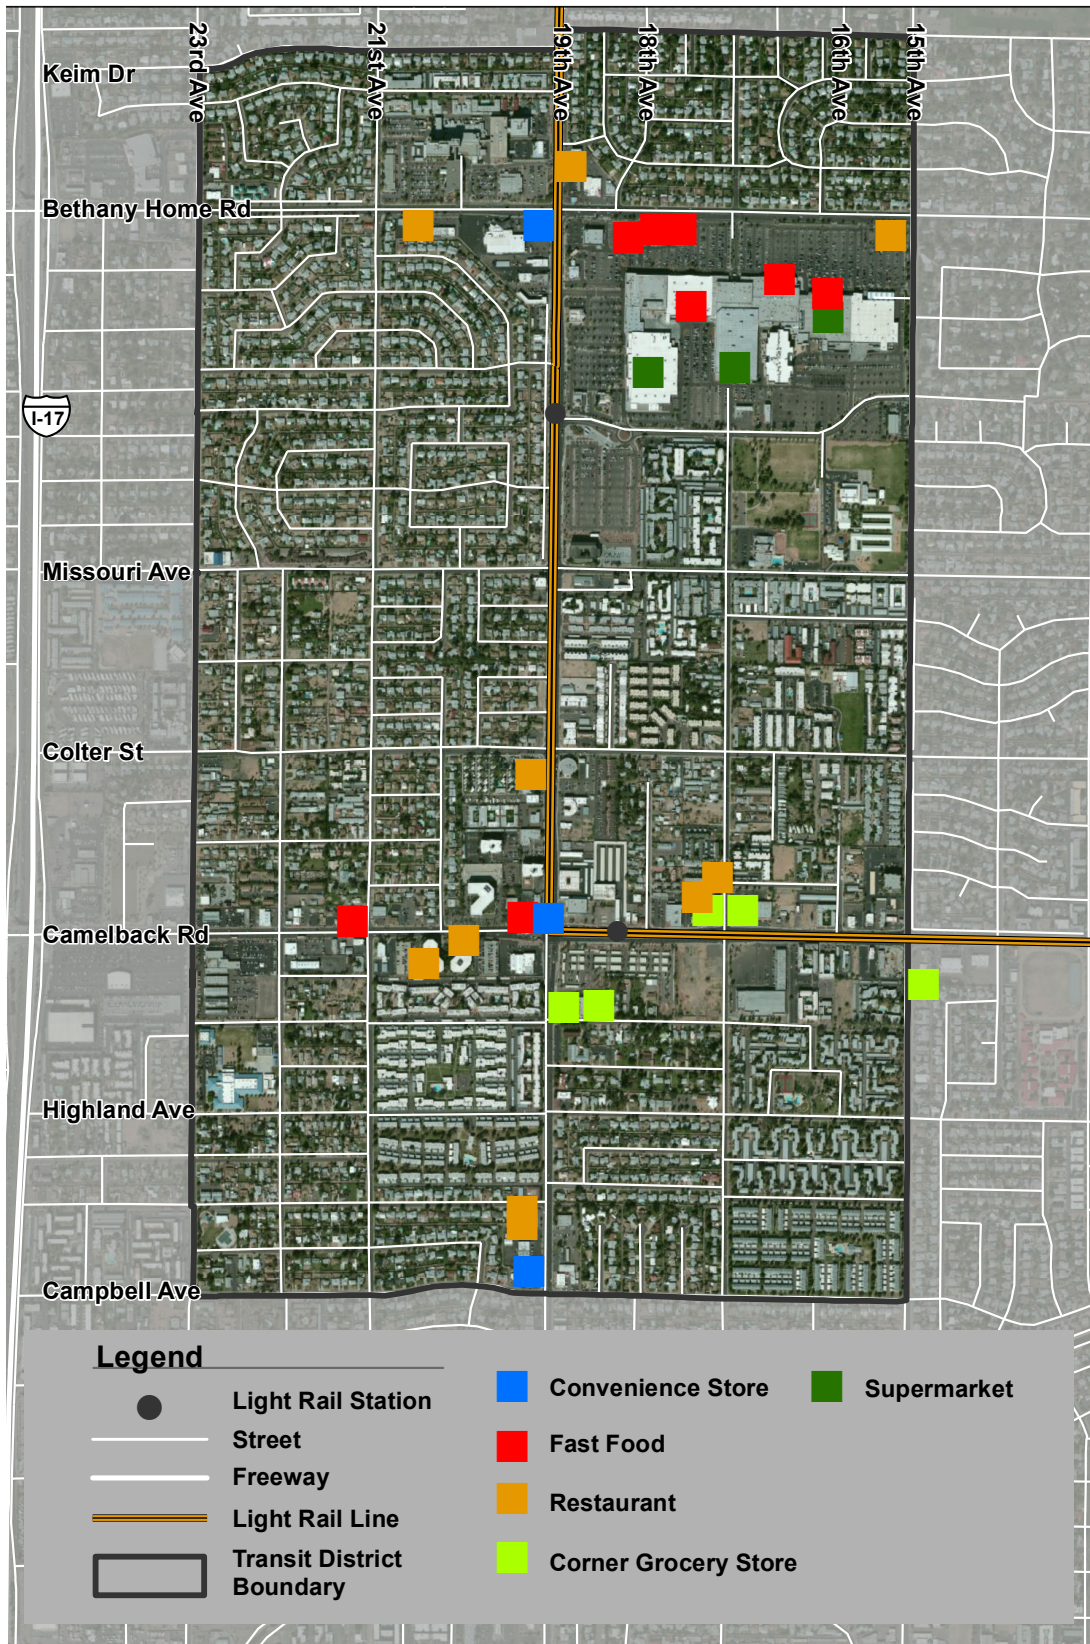 23rd Ave
21st Ave
19th Ave
18th Ave
16th Ave
15th Ave
Keim Dr
Bethany Home Rd
I-17
Missouri Ave
Colter St
Camelback Rd
Highland Ave
Campbell Ave
Legend
Light Rail Station
Street
Freeway
Light Rail Line
Transit District
Boundary
Convenience Store
Fast Food
Restaurant
Corner Grocery Store
Supermarket